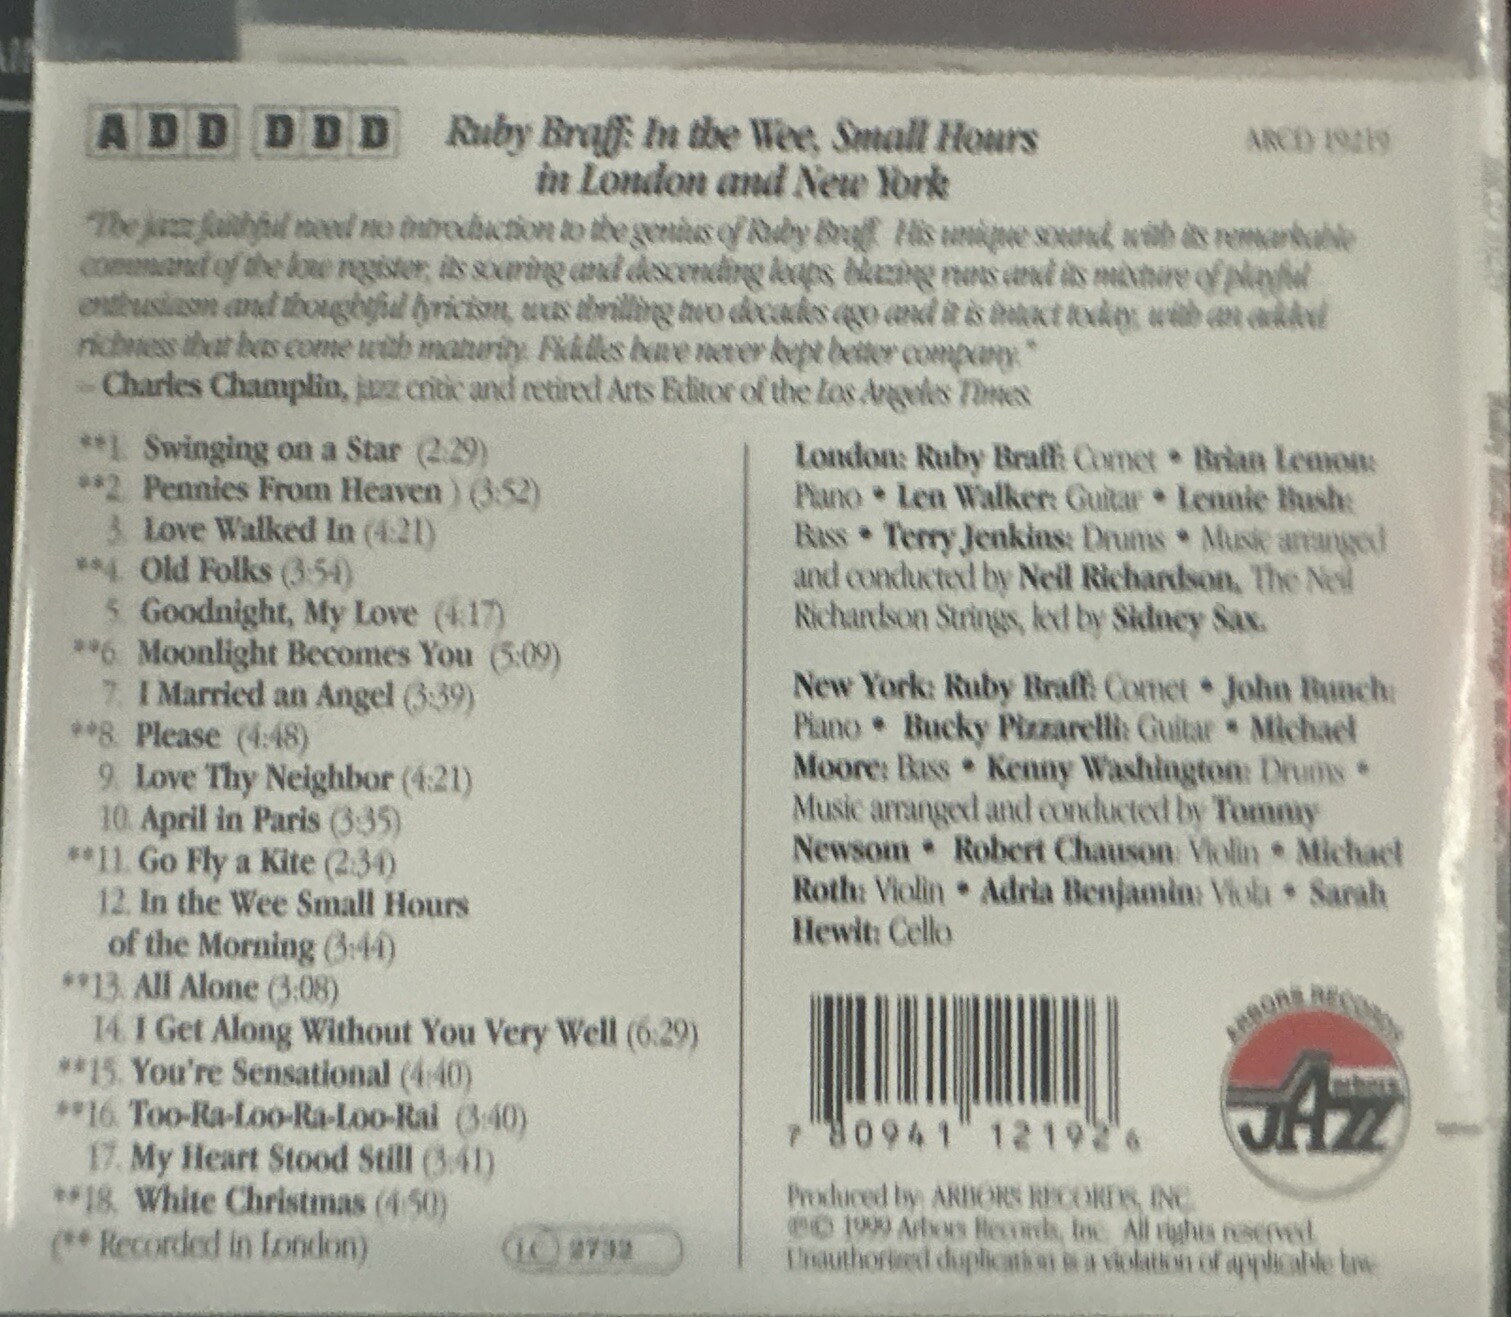 ADD DDD
Ruby Braff: In the Wee, Small Hours
in London and New York
ARCD 19219
"The jazz faithful need no introduction to the genius of Ruby Braff. His unique sound, with its remarkable
command of the low register, its soaring and descending leaps, blazing runs and its mixture of playful
enthusiasm and thoughtful lyricism, was thrilling two decades ago and it is intact today, with an added
richness that has come with maturity. Fiddles have never kept better company."
– Charles Champlin, jazz critic and retired Arts Editor of the Los Angeles Times
**1. Swinging on a Star (2:29)
**2. Pennies From Heaven ) (3:52)
3. Love Walked In (4:21)
**4. Old Folks (3:54)
5. Goodnight, My Love (4:17)
**6. Moonlight Becomes You (5:09)
7. I Married an Angel (3:39)
**8. Please (4:48)
9. Love Thy Neighbor (4:21)
10. April in Paris (3:35)
**11. Go Fly a Kite (2:34)
12. In the Wee Small Hours
of the Morning (3:44)
**13. All Alone (3:08)
14. I Get Along Without You Very Well (6:29)
**15. You're Sensational (4:40)
**16. Too-Ra-Loo-Ra-Loo-Rai (3:40)
17. My Heart Stood Still (3:41)
**18. White Christmas (4:50)
(** Recorded in London)
LC 2732
London: Ruby Braff: Cornet • Brian Lemon:
Piano • Len Walker: Guitar • Lennie Bush:
Bass • Terry Jenkins: Drums • Music arranged
and conducted by Neil Richardson, The Neil
Richardson Strings, led by Sidney Sax.
New York: Ruby Braff: Cornet • John Bunch:
Piano • Bucky Pizzarelli: Guitar • Michael
Moore: Bass • Kenny Washington: Drums •
Music arranged and conducted by Tommy
Newsom • Robert Chauson: Violin • Michael
Roth: Violin • Adria Benjamin: Viola • Sarah
Hewit: Cello
7 80941 12192 6
ARBORS RECORDS
Arbors
JAZZ
Produced by: ARBORS RECORDS, INC.
℗© 1999 Arbors Records, Inc. All rights reserved.
Unauthorized duplication is a violation of applicable law.